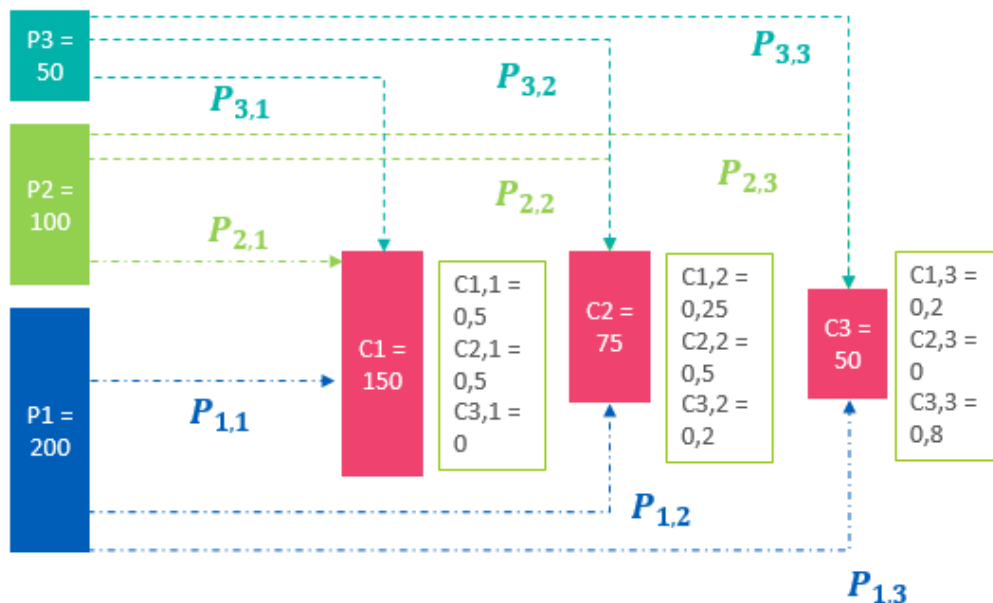 P3 =
50
P3,3
P3,2
P3,1
P2 =
100
P2,3
P2,2
P2,1
C1 =
150
C1,1 =
0,5
C2,1 =
0,5
C3,1 =
0
C2 =
75
C1,2 =
0,25
C2,2 =
0,5
C3,2 =
0,2
C3 =
50
C1,3 =
0,2
C2,3 =
0
C3,3 =
0,8
P1 =
200
P1,1
P1,2
P1,3